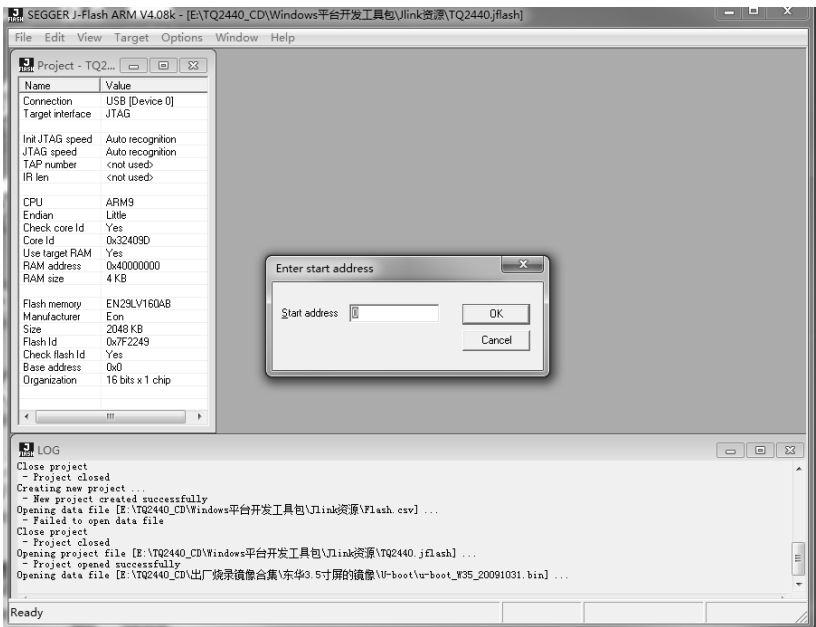 SEGGER J-Flash ARM V4.08k - [E:\TQ2440_CD\Windows平台开发工具包\Jlink资源\TQ2440.jflash]
File Edit View Target Options Window Help
Project - TQ2...
Name Value
Connection USB [Device 0]
Target interface JTAG
Init JTAG speed Auto recognition
JTAG speed Auto recognition
TAP number <not used>
IR len <not used>
CPU ARM9
Endian Little
Check core Id Yes
Core Id 0x32409D
Use target RAM Yes
RAM address 0x40000000
RAM size 4 KB
Flash memory EN29LV160AB
Manufacturer Eon
Size 2048 KB
Flash Id 0x7F2249
Check flash Id Yes
Base address 0x0
Organization 16 bits x 1 chip
Enter start address
Start address 0 OK
Cancel
LOG
Close project
- Project closed
Creating new project ...
- New project created successfully
Opening data file [E:\TQ2440_CD\Windows平台开发工具包\Jlink资源\Flash.csv] ...
- Failed to open data file
Close project
- Project closed
Opening project file [E:\TQ2440_CD\Windows平台开发工具包\Jlink资源\TQ2440.jflash] ...
- Project opened successfully
Opening data file [E:\TQ2440_CD\出厂烧录镜像合集\东华3.5寸屏的镜像\U-boot\u-boot_W35_20091031.bin] ...
Ready